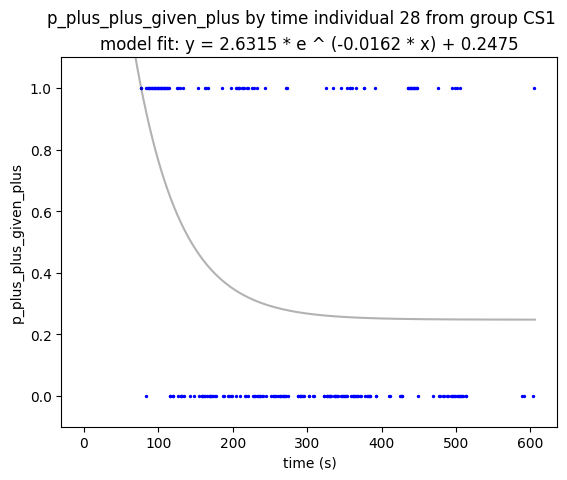 p_plus_plus_given_plus by time individual 28 from group CS1
model fit: y = 2.6315 * e ^ (-0.0162 * x) + 0.2475
1.0
0.8
0.6
0.4
0.2
0.0
p_plus_plus_given_plus
0 100 200 300 400 500 600
time (s)